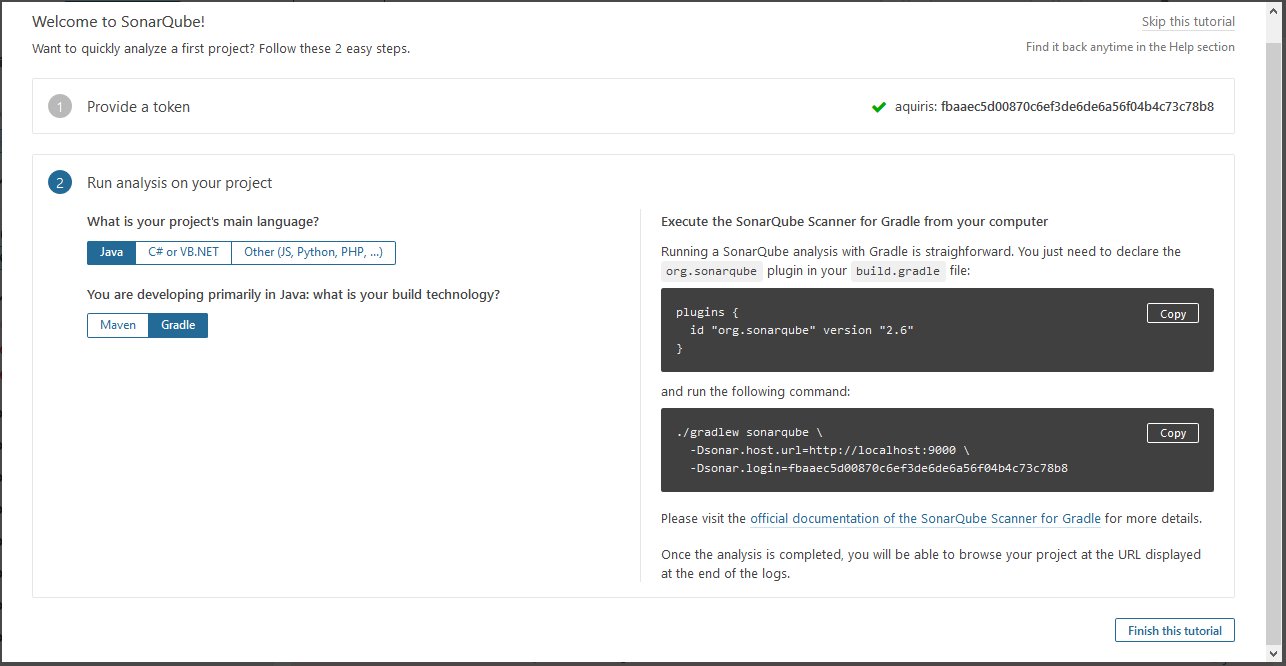 Welcome to SonarQube!
Skip this tutorial
Want to quickly analyze a first project? Follow these 2 easy steps.
Find it back anytime in the Help section
1
Provide a token
aquiris: fbaaec5d00870c6ef3de6de6a56f04b4c73c78b8
2
Run analysis on your project
What is your project's main language?
Java
C# or VB.NET
Other (JS, Python, PHP, ...)
You are developing primarily in Java: what is your build technology?
Maven
Gradle
Execute the SonarQube Scanner for Gradle from your computer
Running a SonarQube analysis with Gradle is straighforward. You just need to declare the
org.sonarqube plugin in your build.gradle file:
Copy
plugins {
id "org.sonarqube" version "2.6"
}
and run the following command:
Copy
./gradlew sonarqube \
-Dsonar.host.url=http://localhost:9000 \
-Dsonar.login=fbaaec5d00870c6ef3de6de6a56f04b4c73c78b8
Please visit the official documentation of the SonarQube Scanner for Gradle for more details.
Once the analysis is completed, you will be able to browse your project at the URL displayed
at the end of the logs.
Finish this tutorial